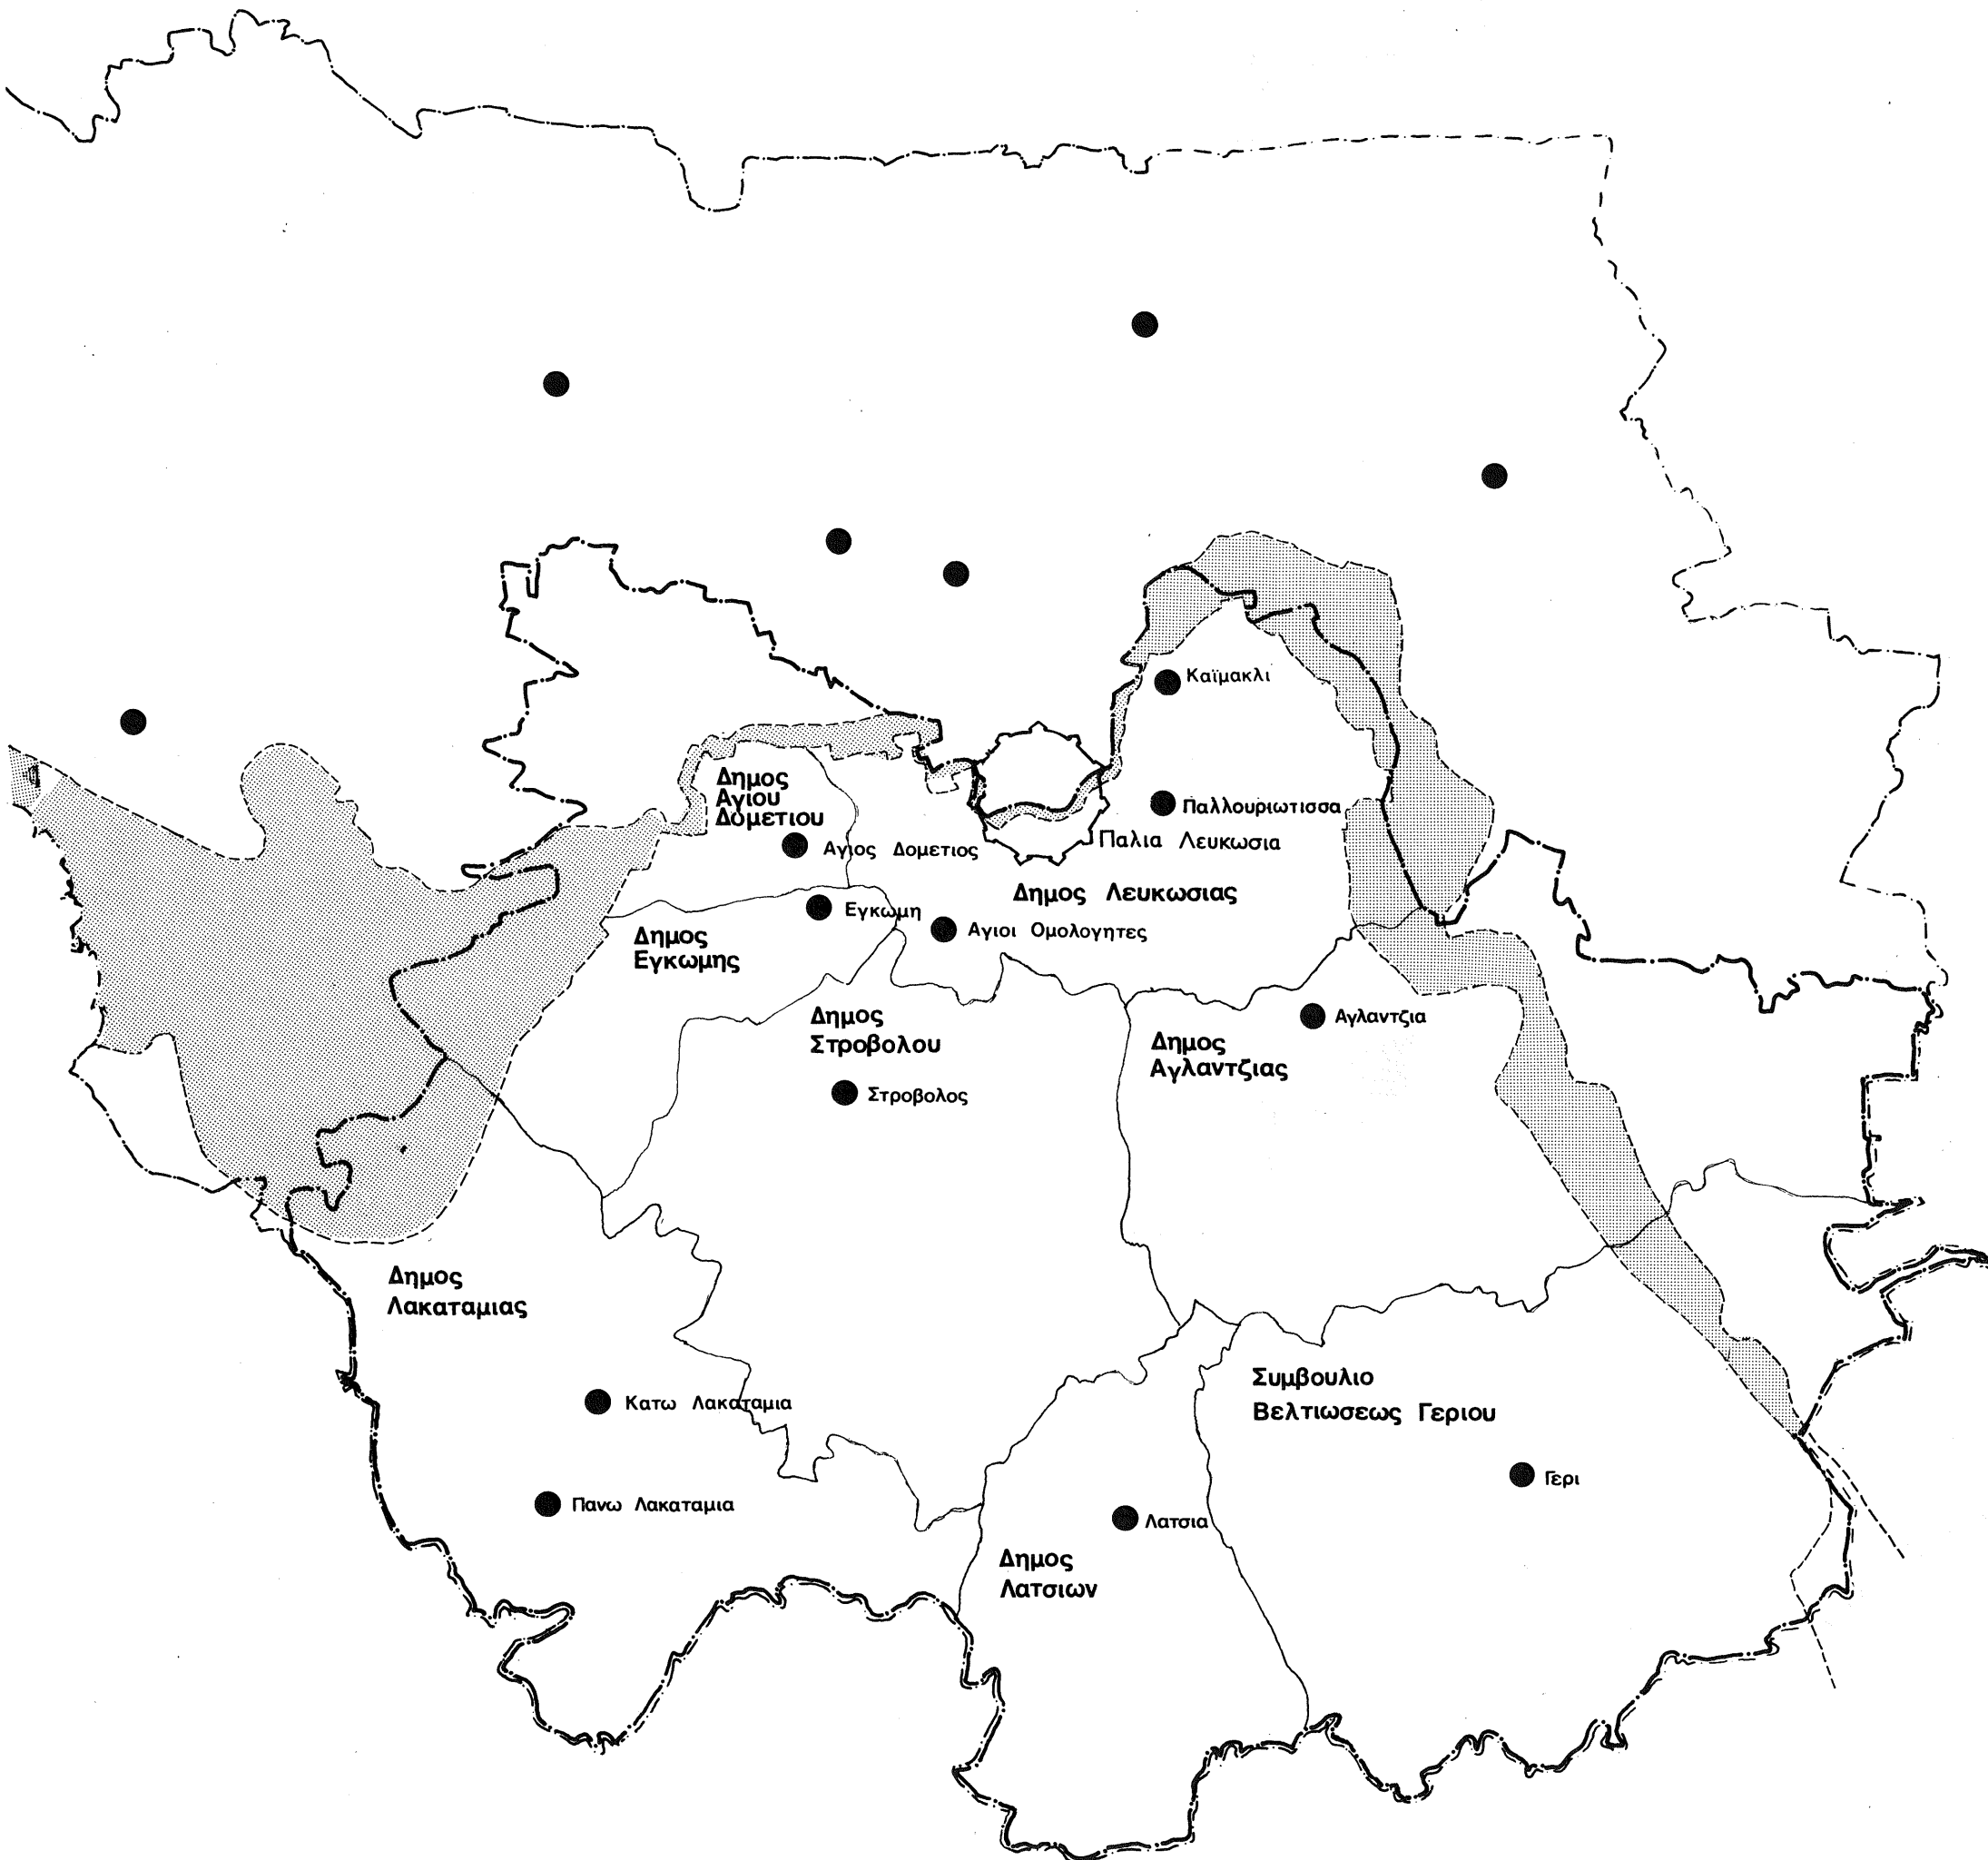 Καϊμακλι
Δημος
Αγιου
Δομετιου
Παλλουριωτισσα
Παλια Λευκωσια
Αγιος Δομετιος
Δημος Λευκωσιας
Εγκωμη
Αγιοι Ομολογητες
Δημος
Εγκωμης
Δημος
Στροβολου
Αγλαντζια
Δημος
Αγλαντζιας
Στροβολος
Δημος
Λακαταμιας
Συμβουλιο
Βελτιωσεως Γεριου
Κατω Λακαταμια
Γερι
Πανω Λακαταμια
Λατσια
Δημος
Λατσιων